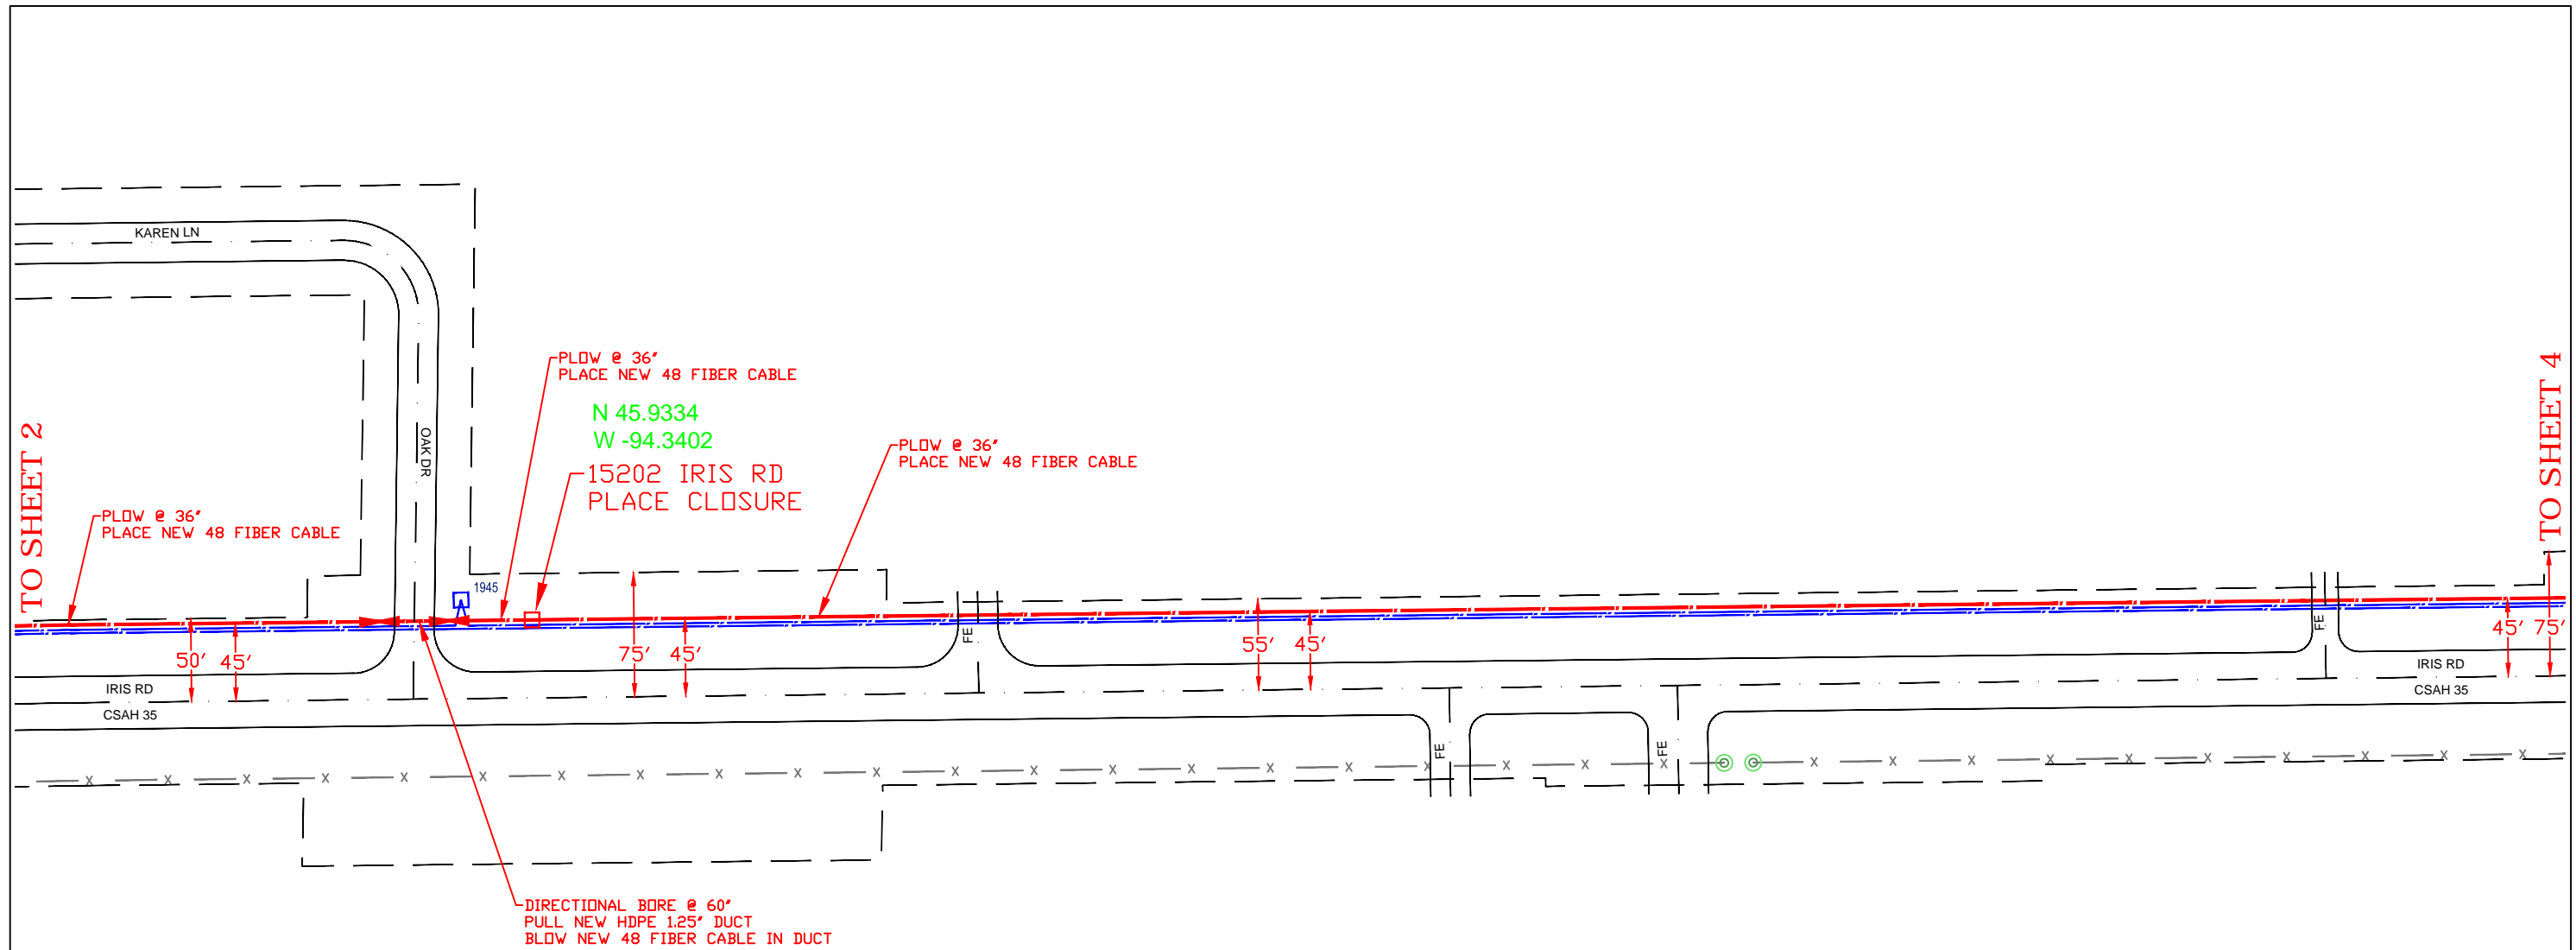 KAREN LN
OAK DR
TO SHEET 2
TO SHEET 4
PLOW @ 36"
PLACE NEW 48 FIBER CABLE
N 45.9334
W -94.3402
15202 IRIS RD
PLACE CLOSURE
PLOW @ 36"
PLACE NEW 48 FIBER CABLE
PLOW @ 36"
PLACE NEW 48 FIBER CABLE
1945
50'
45'
75'
45'
55'
45'
45'
75'
FE
FE
IRIS RD
CSAH 35
IRIS RD
CSAH 35
FE
FE
X X X X X X X X X X X X X X X X X X X X X X X X X X X X X X
DIRECTIONAL BORE @ 60"
PULL NEW HDPE 1.25" DUCT
BLOW NEW 48 FIBER CABLE IN DUCT